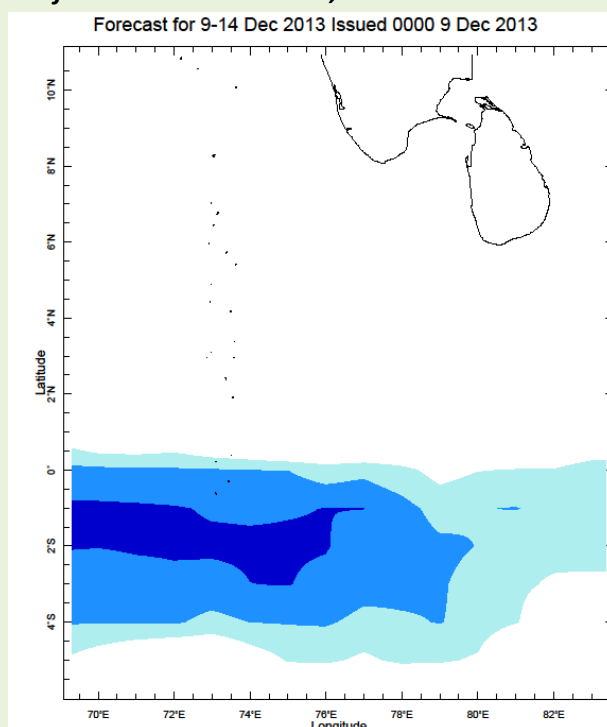 Forecast for 9-14 Dec 2013 Issued 0000 9 Dec 2013
10°N
8°N
6°N
4°N
2°N
0°
2°S
4°S
Latitude
70°E 72°E 74°E 76°E 78°E 80°E 82°E
Longitude